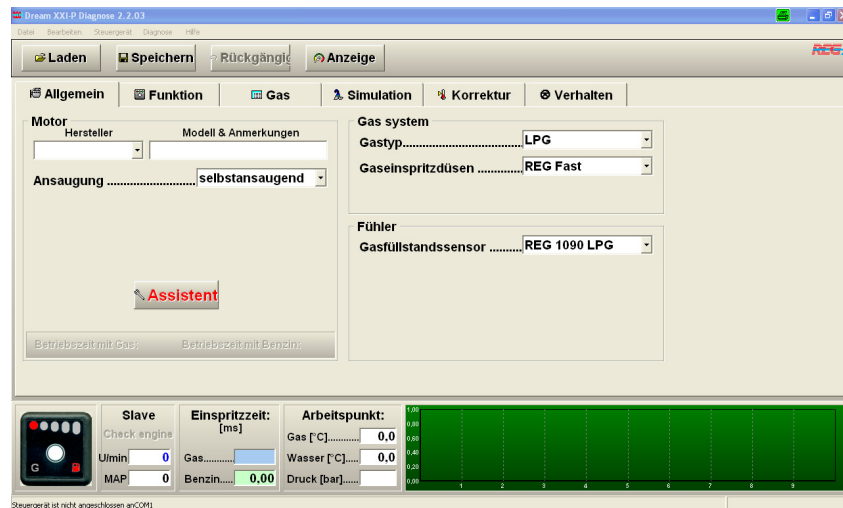 Dream XXI-P Diagnose 2.2.03
Datei Bearbeiten Steuergerät Diagnose Hilfe
Laden Speichern Rückgängig Anzeige
REG
Allgemein Funktion Gas Simulation Korrektur Verhalten
Motor
Hersteller Modell & Anmerkungen
Ansaugung .......................... selbstansaugend
Assistent
Betriebszeit mit Gas: Betriebszeit mit Benzin:
Gas system
Gastyp.................................. LPG
Gaseinspritzdüsen ............. REG Fast
Fühler
Gasfüllstandssensor .......... REG 1090 LPG
G
Slave
Check engine
U/min 0
MAP 0
Einspritzzeit:
[ms]
Gas...........
Benzin..... 0,00
Arbeitspunkt:
Gas [°C]........... 0,0
Wasser [°C]..... 0,0
Druck [bar].....
1,00
0,80
0,60
0,40
0,20
0,00
1 2 3 4 5 6 7 8 9
Steuergerät ist nicht angeschlossen anCOM1